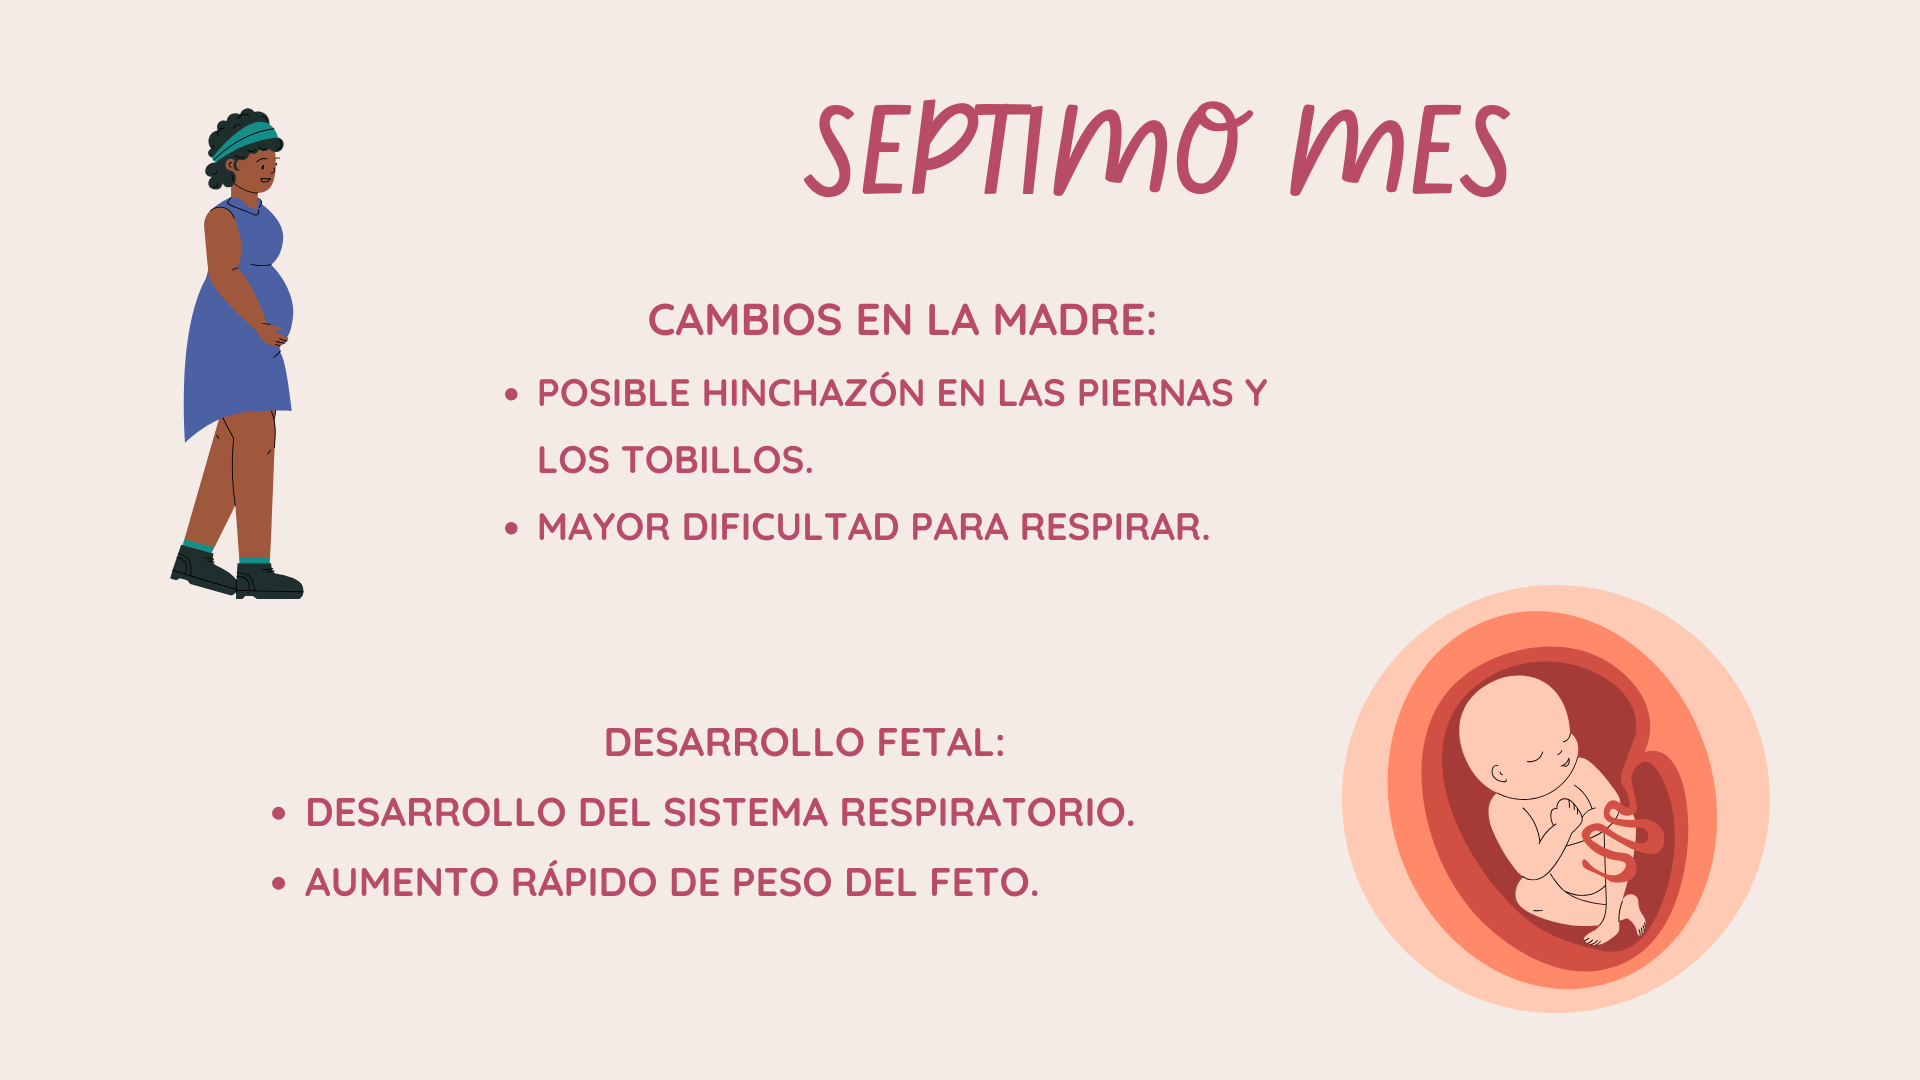 SEPTIMO MES
CAMBIOS EN LA MADRE:
• POSIBLE HINCHAZÓN EN LAS PIERNAS Y
LOS TOBILLOS.
• MAYOR DIFICULTAD PARA RESPIRAR.
DESARROLLO FETAL:
• DESARROLLO DEL SISTEMA RESPIRATORIO.
• AUMENTO RÁPIDO DE PESO DEL FETO.